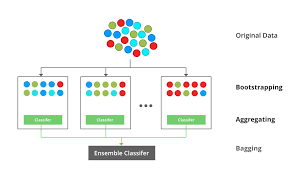 Original Data
Bootstrapping
Classifier
Classifier
Classifier
Aggregating
Ensemble Classifer
Bagging